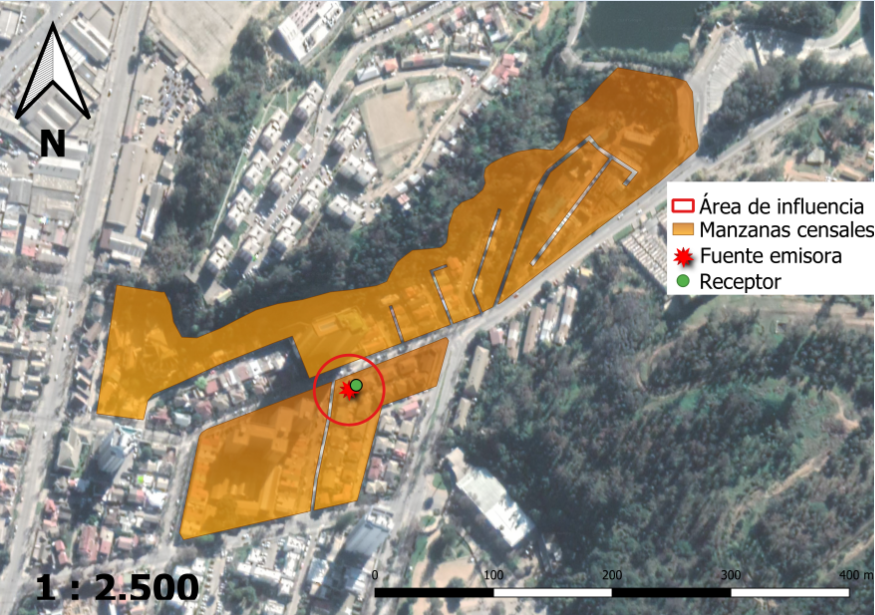 N
Área de influencia
Manzanas censales
Fuente emisora
Receptor
1 : 2.500
0 100 200 300 400 m